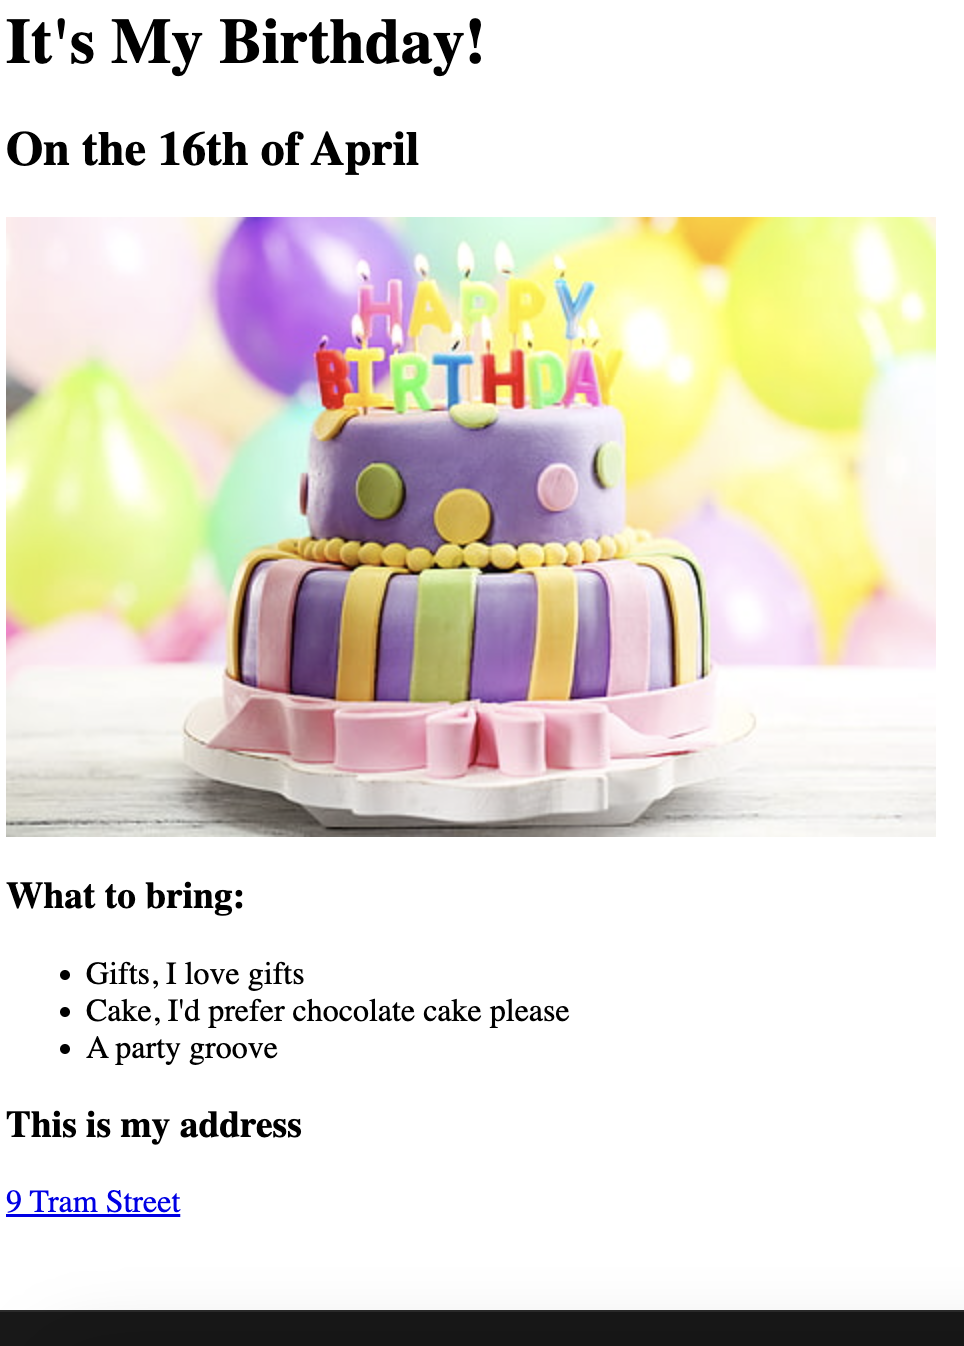 It's My Birthday!
On the 16th of April
HAPPY
BIRTHDAY
What to bring:
Gifts, I love gifts
Cake, I'd prefer chocolate cake please
A party groove
This is my address
9 Tram Street